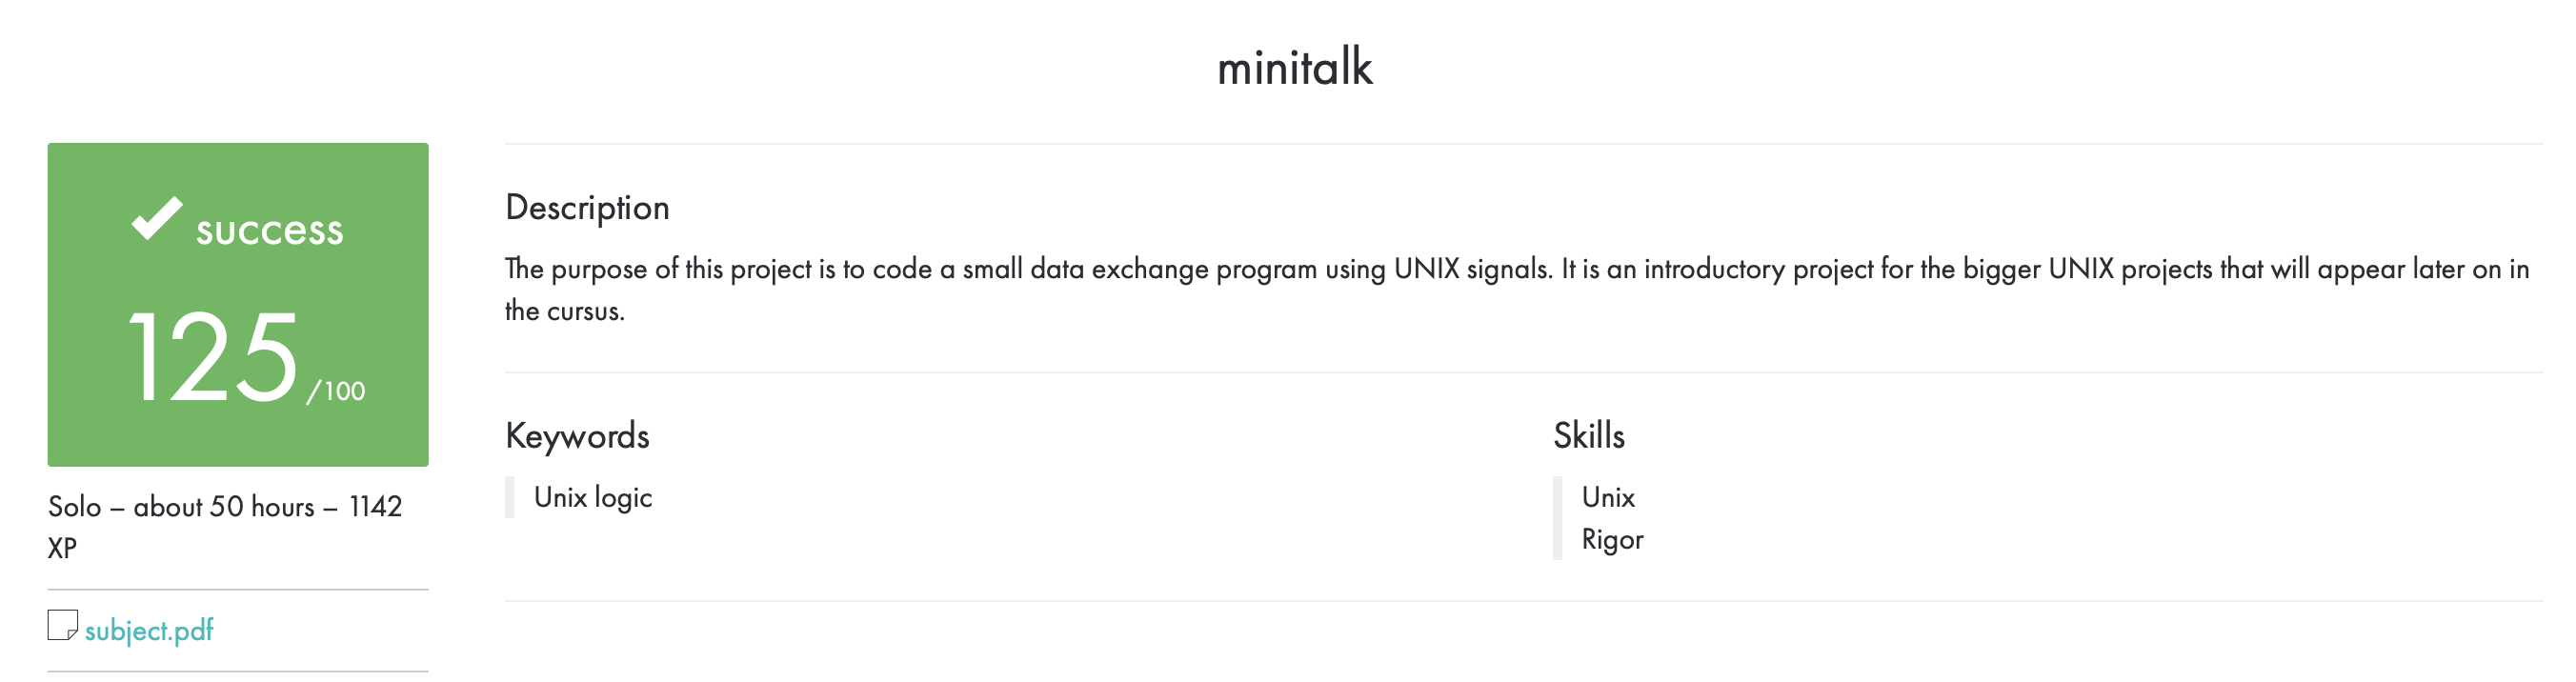 minitalk
success
125/100
Solo – about 50 hours – 1142
XP
subject.pdf
Description
The purpose of this project is to code a small data exchange program using UNIX signals. It is an introductory project for the bigger UNIX projects that will appear later on in
the cursus.
Keywords
Unix logic
Skills
Unix
Rigor